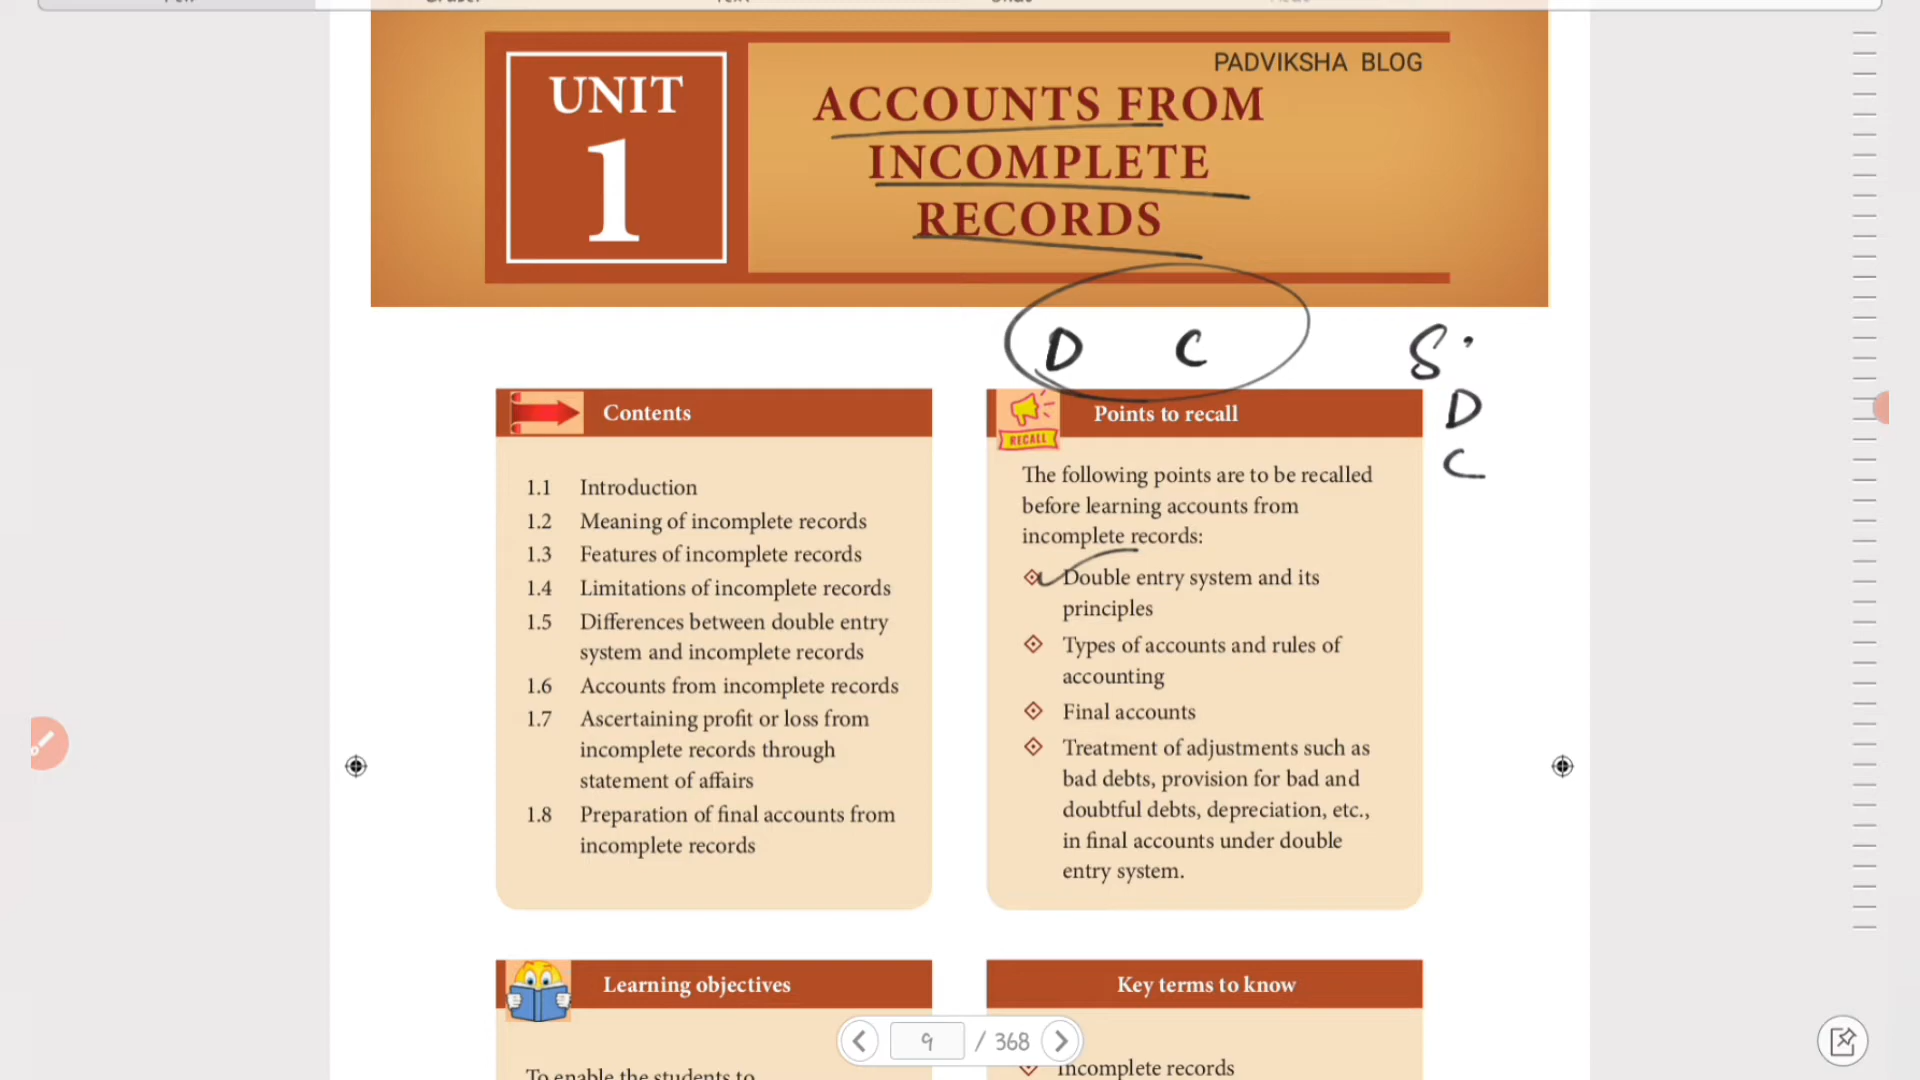 UNIT
1
PADVIKSHA BLOG
ACCOUNTS FROM
INCOMPLETE
RECORDS
D C
S.
D
C
Contents
1.1 Introduction
1.2 Meaning of incomplete records
1.3 Features of incomplete records
1.4 Limitations of incomplete records
1.5 Differences between double entry
system and incomplete records
1.6 Accounts from incomplete records
1.7 Ascertaining profit or loss from
incomplete records through
statement of affairs
1.8 Preparation of final accounts from
incomplete records
RECALL
Points to recall
The following points are to be recalled
before learning accounts from
incomplete records:
Double entry system and its
principles
Types of accounts and rules of
accounting
Final accounts
Treatment of adjustments such as
bad debts, provision for bad and
doubtful debts, depreciation, etc.,
in final accounts under double
entry system.
Learning objectives
To enable the students to
Key terms to know
Incomplete records
9 / 368